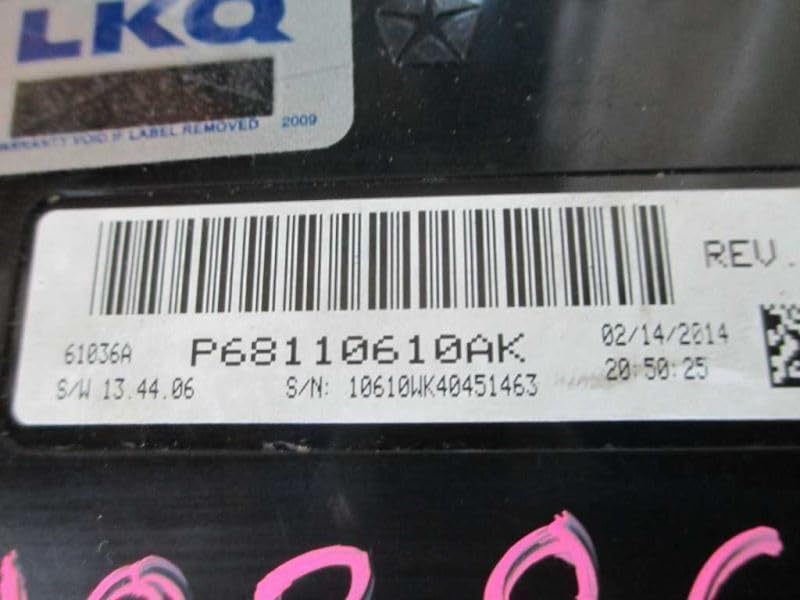 LKQ
WARRANTY VOID IF LABEL REMOVED 2009
REV.
61036A P68110610AK 02/14/2014
S/W 13.44.06 S/N: 10610WK40451463 20:50:25